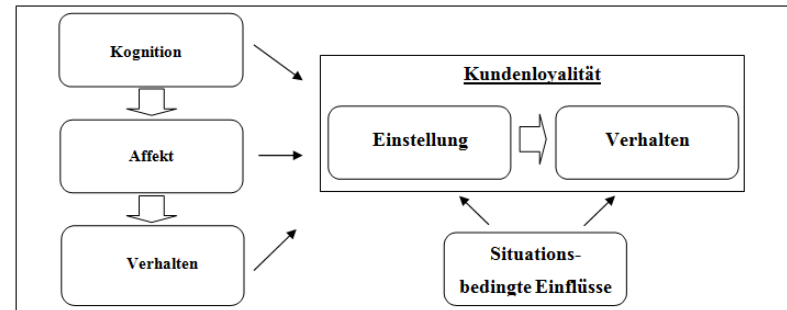 Kognition
Affekt
Verhalten
Kundenloyalität
Einstellung
Verhalten
Situations-
bedingte Einflüsse